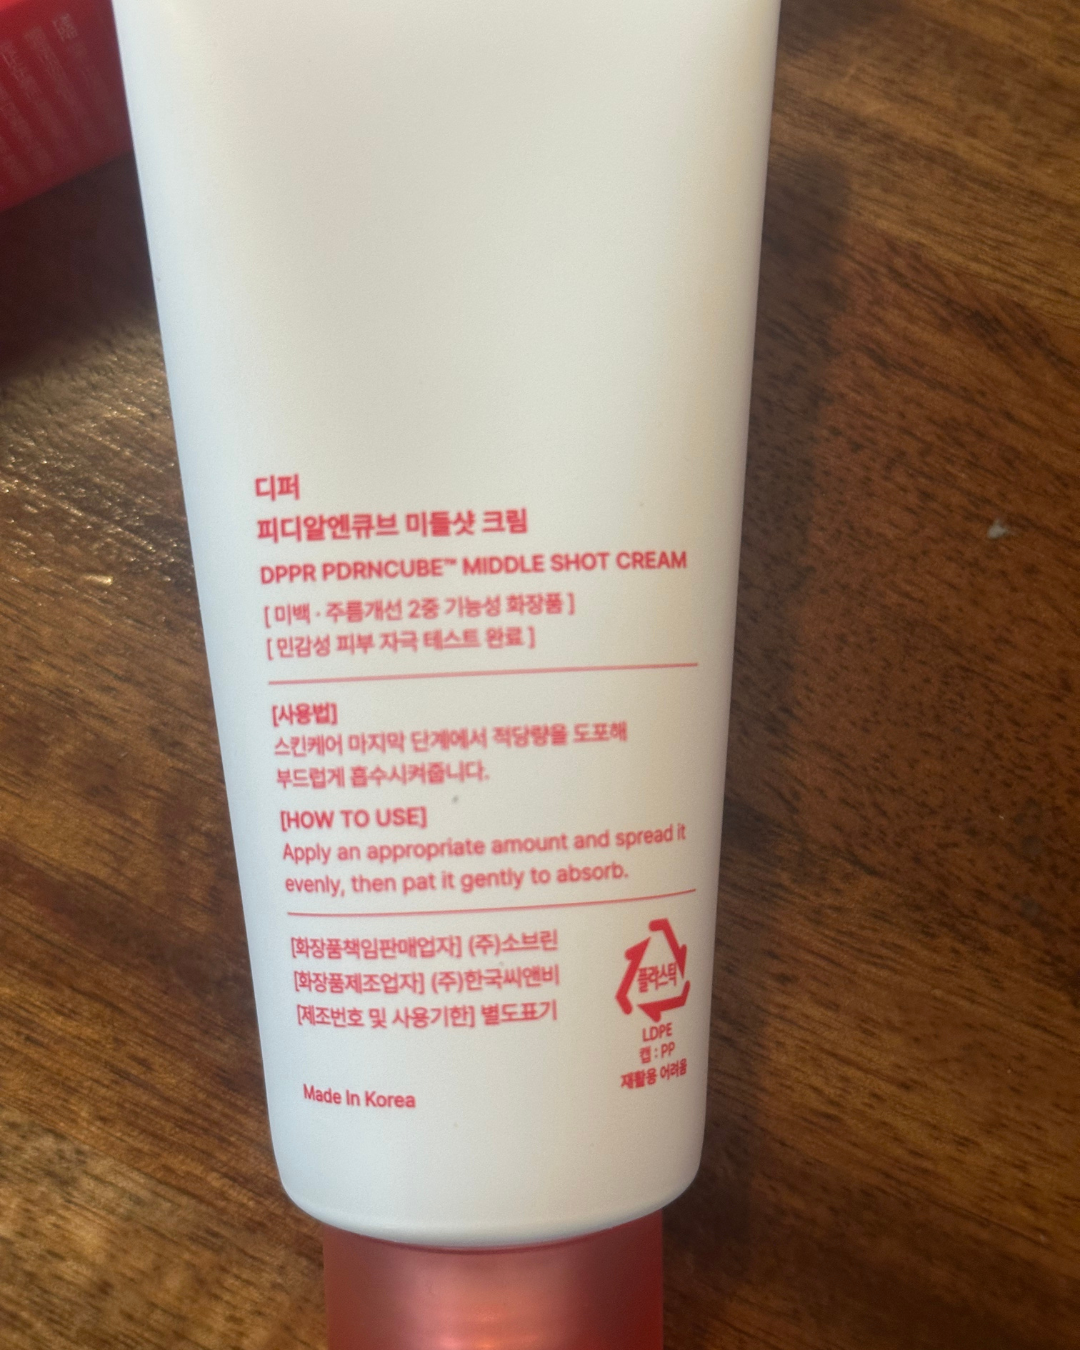 디퍼
피디알엔큐브 미들샷 크림
DPPR PDRNCUBE™ MIDDLE SHOT CREAM
[ 미백 · 주름개선 2중 기능성 화장품 ]
[ 민감성 피부 자극 테스트 완료 ]
[사용법]
스킨케어 마지막 단계에서 적당량을 도포해
부드럽게 흡수시켜줍니다.
[HOW TO USE]
Apply an appropriate amount and spread it
evenly, then pat it gently to absorb.
[화장품책임판매업자] (주)소브린
[화장품제조업자] (주)한국씨앤비
[제조번호 및 사용기한] 별도표기
플라스틱
LDPE
캡 : PP
재활용 어려움
Made In Korea